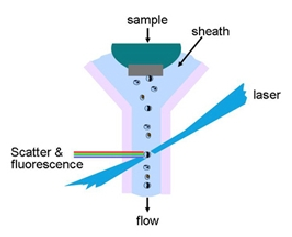 sample
sheath
laser
Scatter &
fluorescence
flow